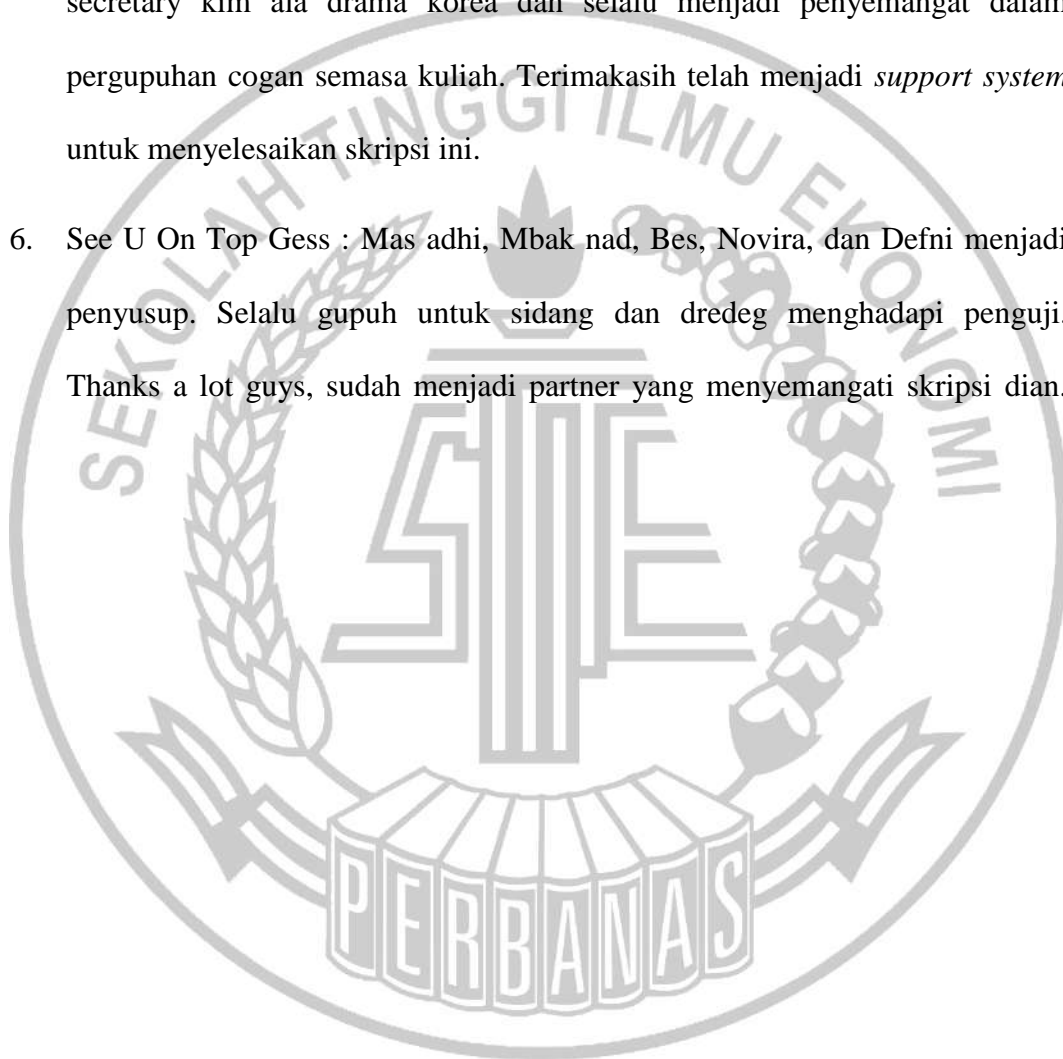 secretary kim ala drama korea dan selalu menjadi penyemangat dalam
pergupuhan cogan semasa kuliah. Terimakasih telah menjadi support system
untuk menyelesaikan skripsi ini.
6. See U On Top Gess : Mas adhi, Mbak nad, Bes, Novira, dan Defni menjadi
penyusup. Selalu gupuh untuk sidang dan dredeg menghadapi penguji.
Thanks a lot guys, sudah menjadi partner yang menyemangati skripsi dian.
SEKOLAH TINGGI ILMU EKONOMI
STIE
PERBANAS